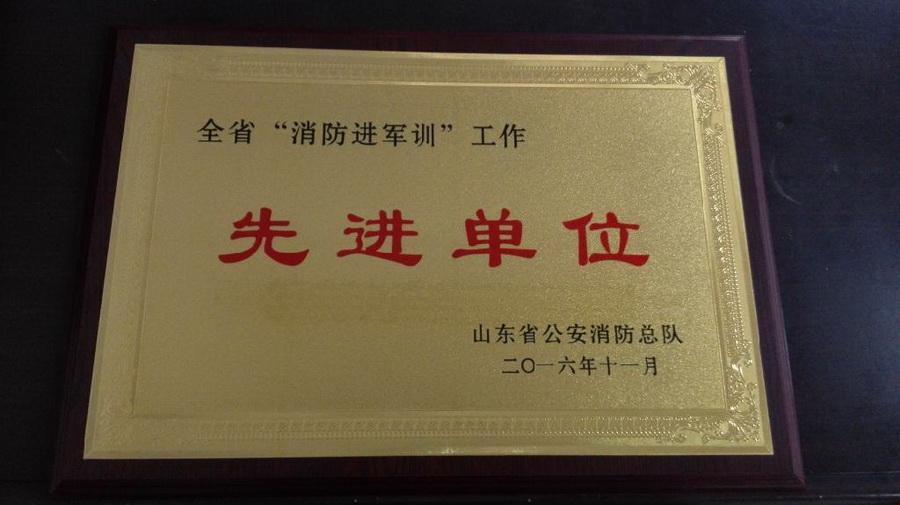 全省“消防进军训”工作
先进单位
山东省公安消防总队
二〇一六年十一月